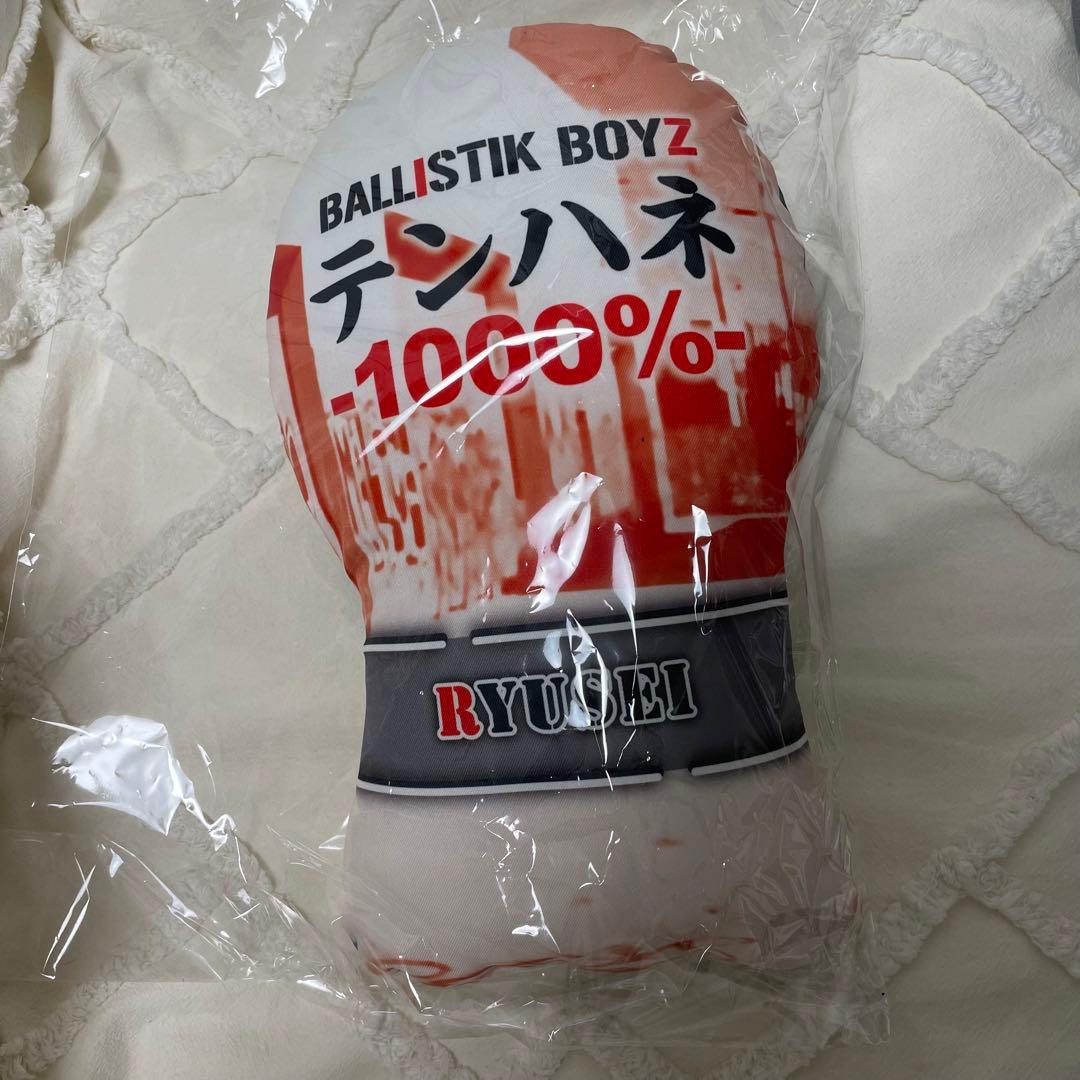 BALLISTIK BOYZ
テンハネ
-1000%-
RYUSEI